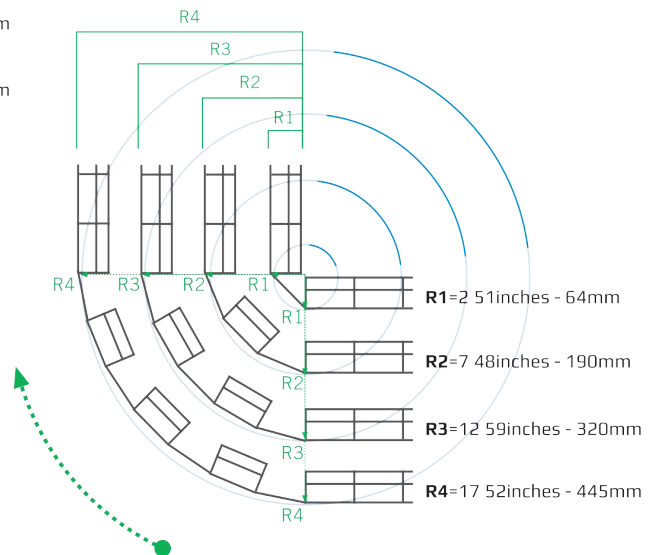 m
R4
R3
m
R2
R1
R4
R3
R2
R1
R1
R1=2 51inches - 64mm
R2
R2=7 48inches - 190mm
R3
R3=12 59inches - 320mm
R4
R4=17 52inches - 445mm